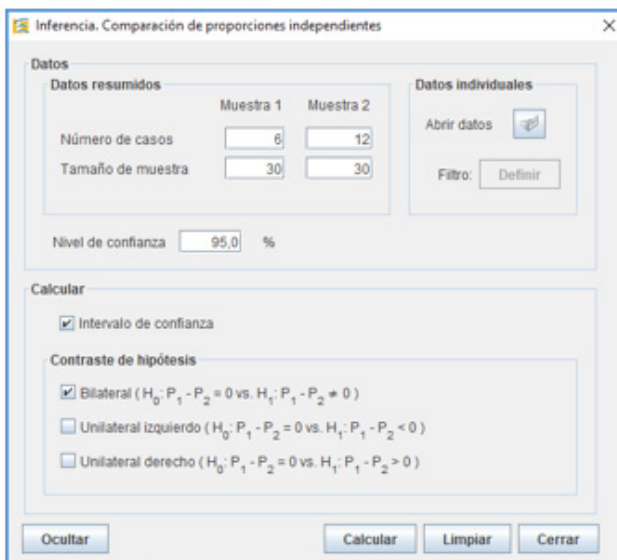 Inferencia. Comparación de proporciones independientes
Datos
Datos resumidos
Muestra 1 Muestra 2
Número de casos 6 12
Tamaño de muestra 30 30
Datos individuales
Abrir datos
Filtro: Definir
Nivel de confianza 95,0 %
Calcular
Intervalo de confianza
Contraste de hipótesis
Bilateral ( H₀: P₁ - P₂ = 0 vs. H₁: P₁ - P₂ ≠ 0 )
Unilateral izquierdo ( H₀: P₁ - P₂ = 0 vs. H₁: P₁ - P₂ < 0 )
Unilateral derecho ( H₀: P₁ - P₂ = 0 vs. H₁: P₁ - P₂ > 0 )
Ocultar Calcular Limpiar Cerrar